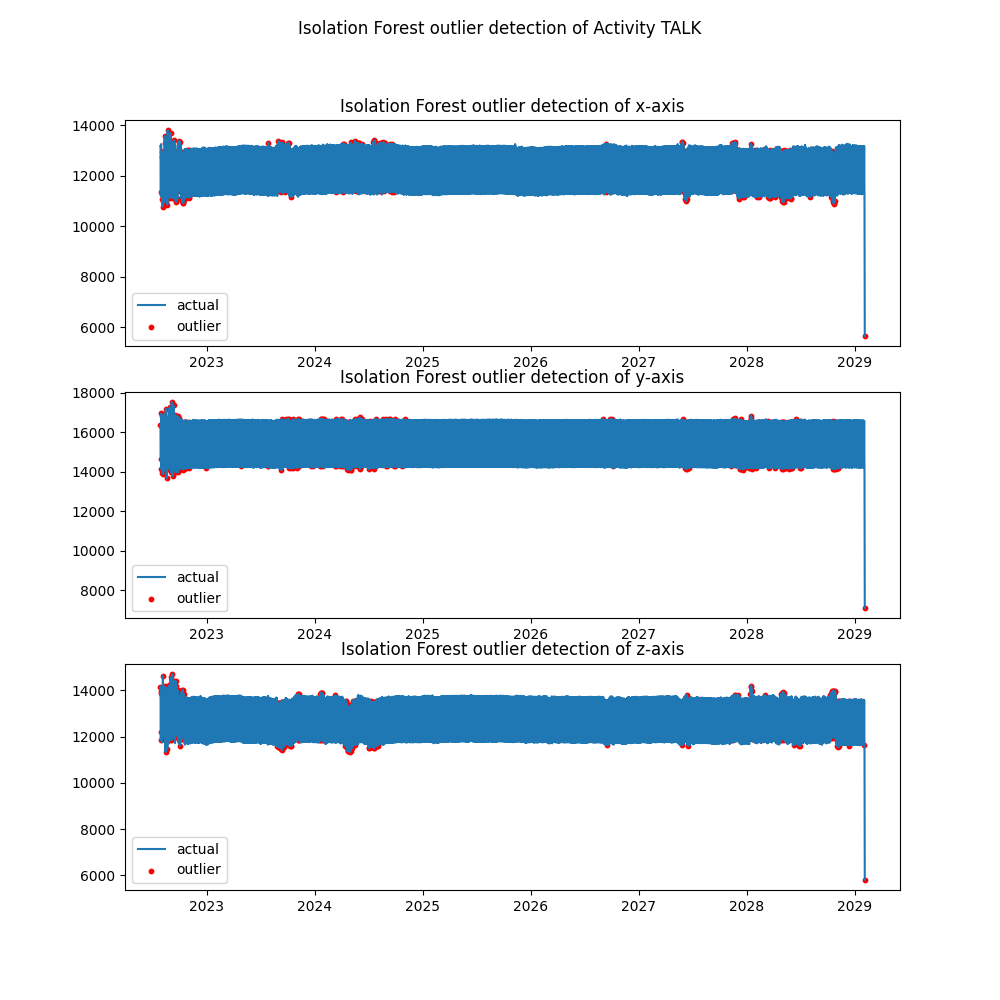 Isolation Forest outlier detection of Activity TALK
Isolation Forest outlier detection of x-axis
14000
12000
10000
8000
6000
actual
outlier
2023 2024 2025 2026 2027 2028 2029
Isolation Forest outlier detection of y-axis
18000
16000
14000
12000
10000
8000
actual
outlier
2023 2024 2025 2026 2027 2028 2029
Isolation Forest outlier detection of z-axis
14000
12000
10000
8000
6000
actual
outlier
2023 2024 2025 2026 2027 2028 2029